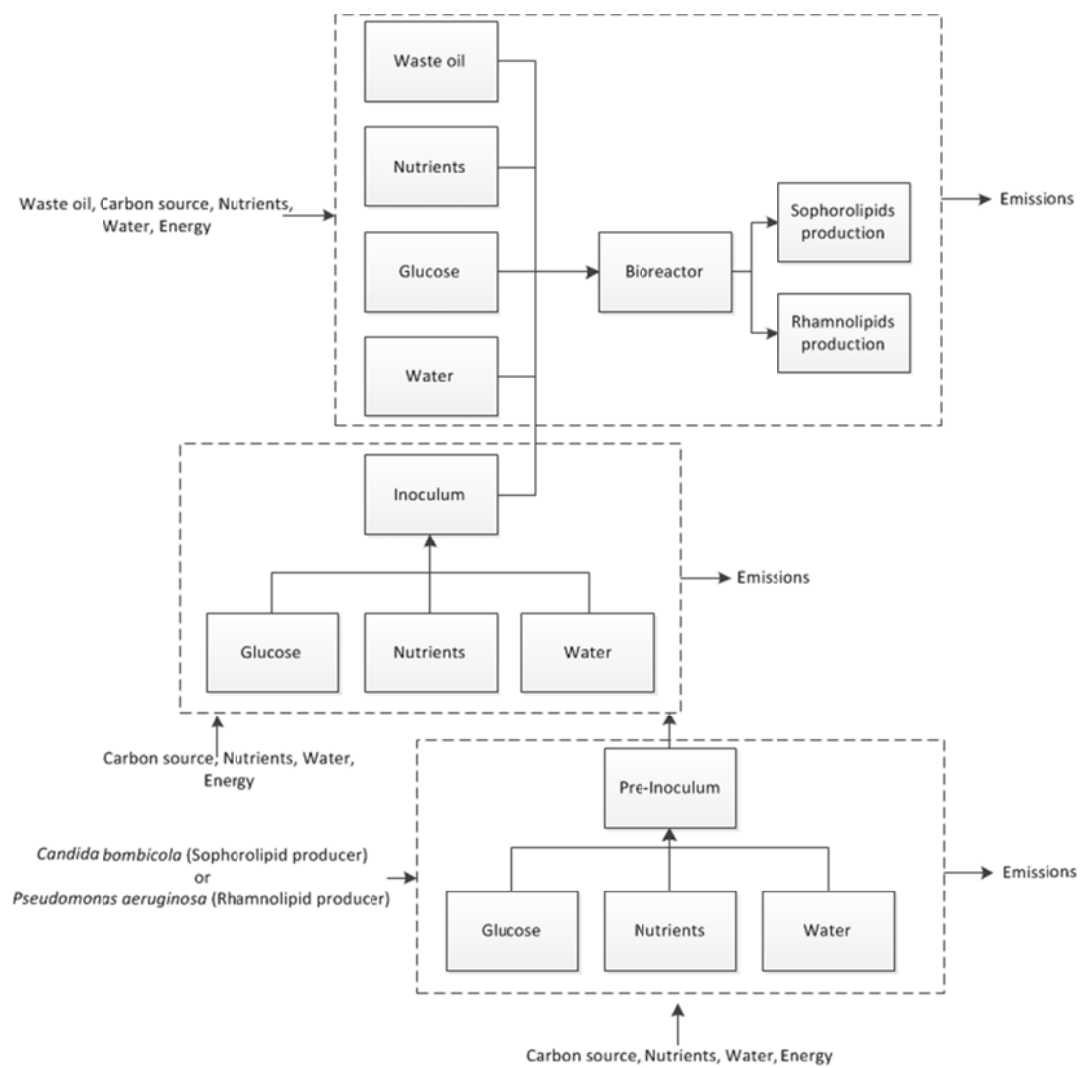 Waste oil
Nutrients
Waste oil, Carbon source, Nutrients,
Water, Energy
Glucose
Water
Bioreactor
Sophorolipids
production
Rhamnolipids
production
Emissions
Inoculum
Glucose
Nutrients
Water
Emissions
Carbon source, Nutrients, Water,
Energy
Pre-Inoculum
Candida bombicola (Sophorolipid producer)
or
Pseudomonas aeruginosa (Rhamnolipid producer)
Glucose
Nutrients
Water
Emissions
Carbon source, Nutrients, Water, Energy